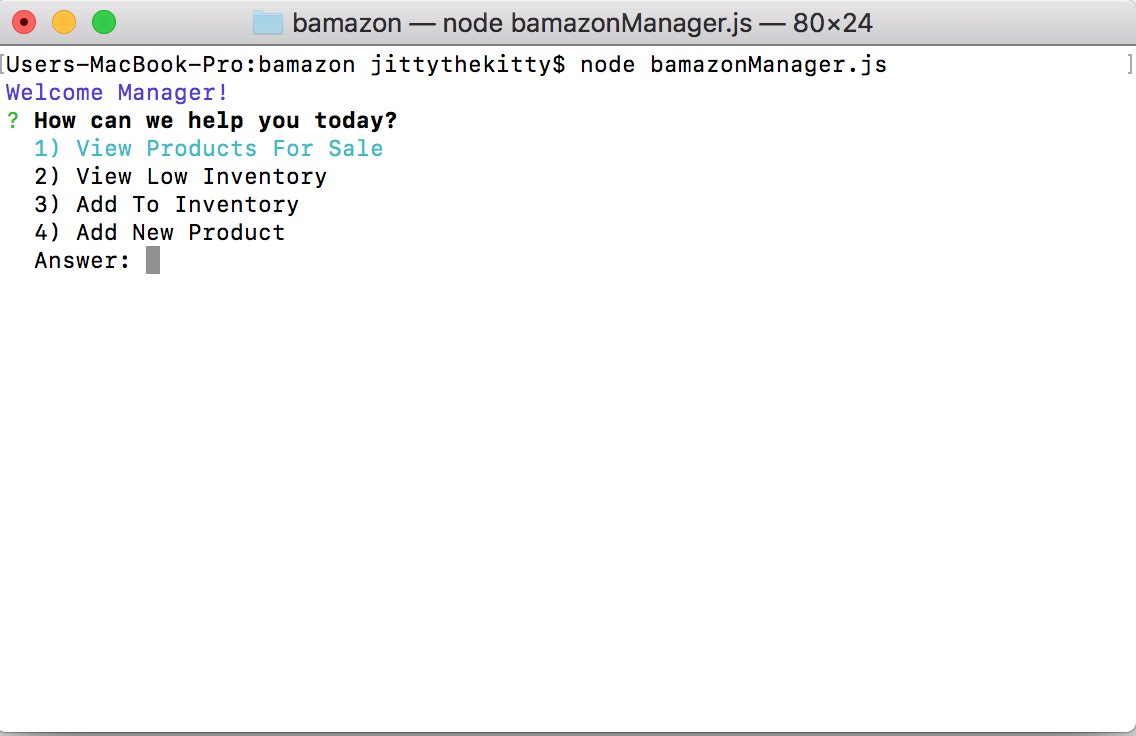 bamazon — node bamazonManager.js — 80×24
[Users-MacBook-Pro:bamazon jittythekitty$ node bamazonManager.js ]
Welcome Manager!
? How can we help you today?
1) View Products For Sale
2) View Low Inventory
3) Add To Inventory
4) Add New Product
Answer: